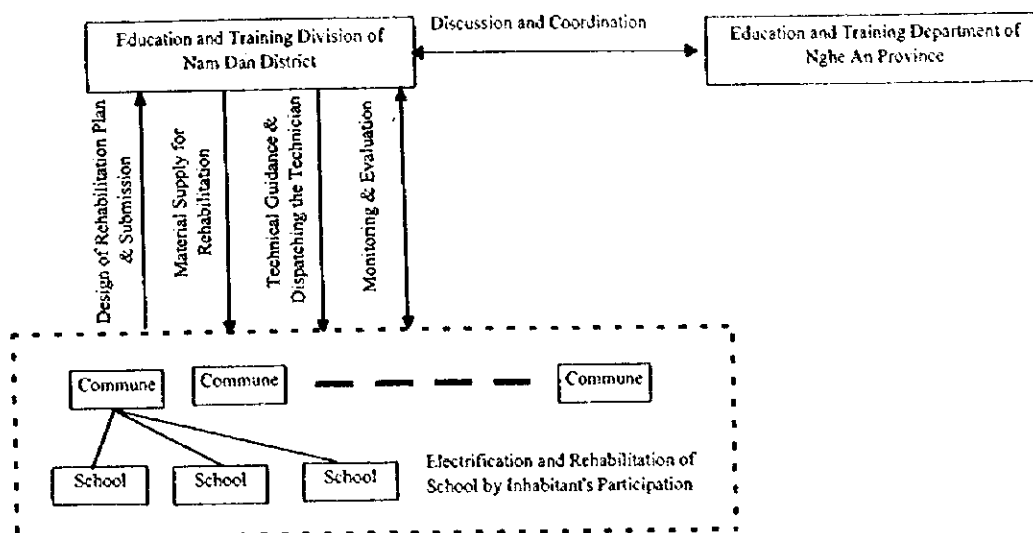 Discussion and Coordination
Education and Training Division of
Nam Dan District
Education and Training Department of
Nghe An Province
Design of Rehabilitation Plan
& Submission
Material Supply for
Rehabilitation
Technical Guidance &
Dispatching the Technician
Monitoring & Evaluation
Commune
Commune
Commune
School
School
School
Electrification and Rehabilitation of
School by Inhabitant's Participation